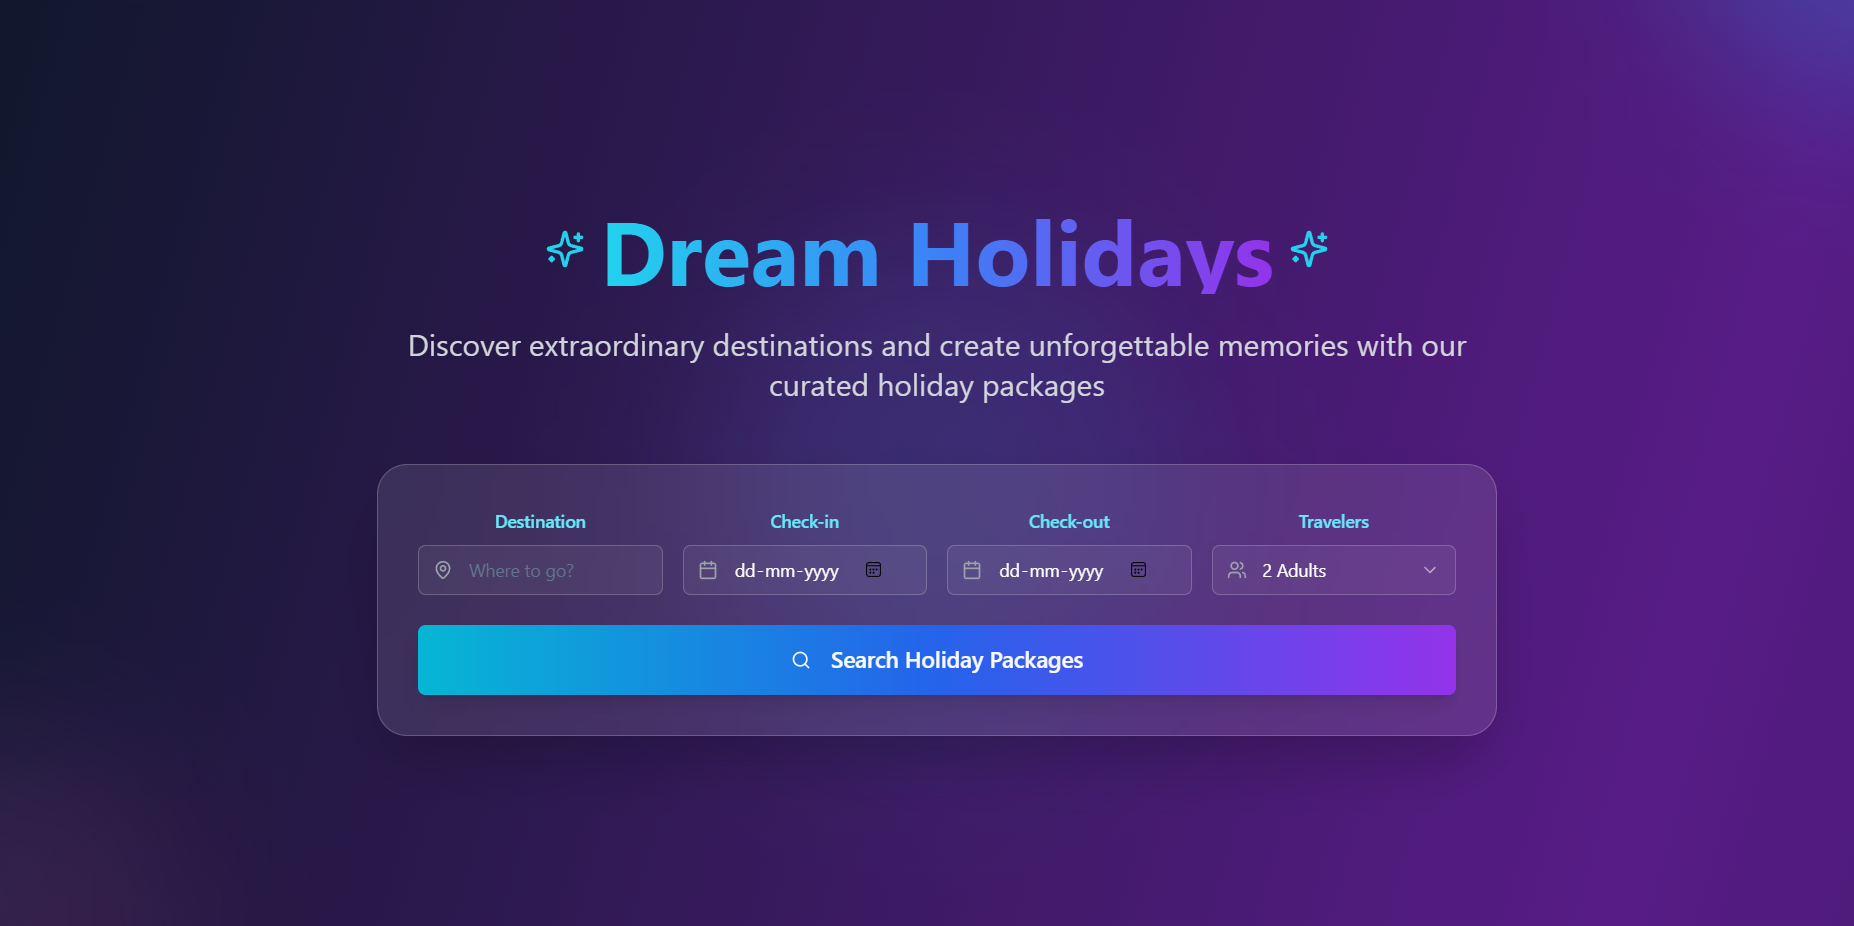 Dream Holidays
Discover extraordinary destinations and create unforgettable memories with our
curated holiday packages
Destination
Check-in
Check-out
Travelers
Where to go?
dd-mm-yyyy
dd-mm-yyyy
2 Adults
Search Holiday Packages